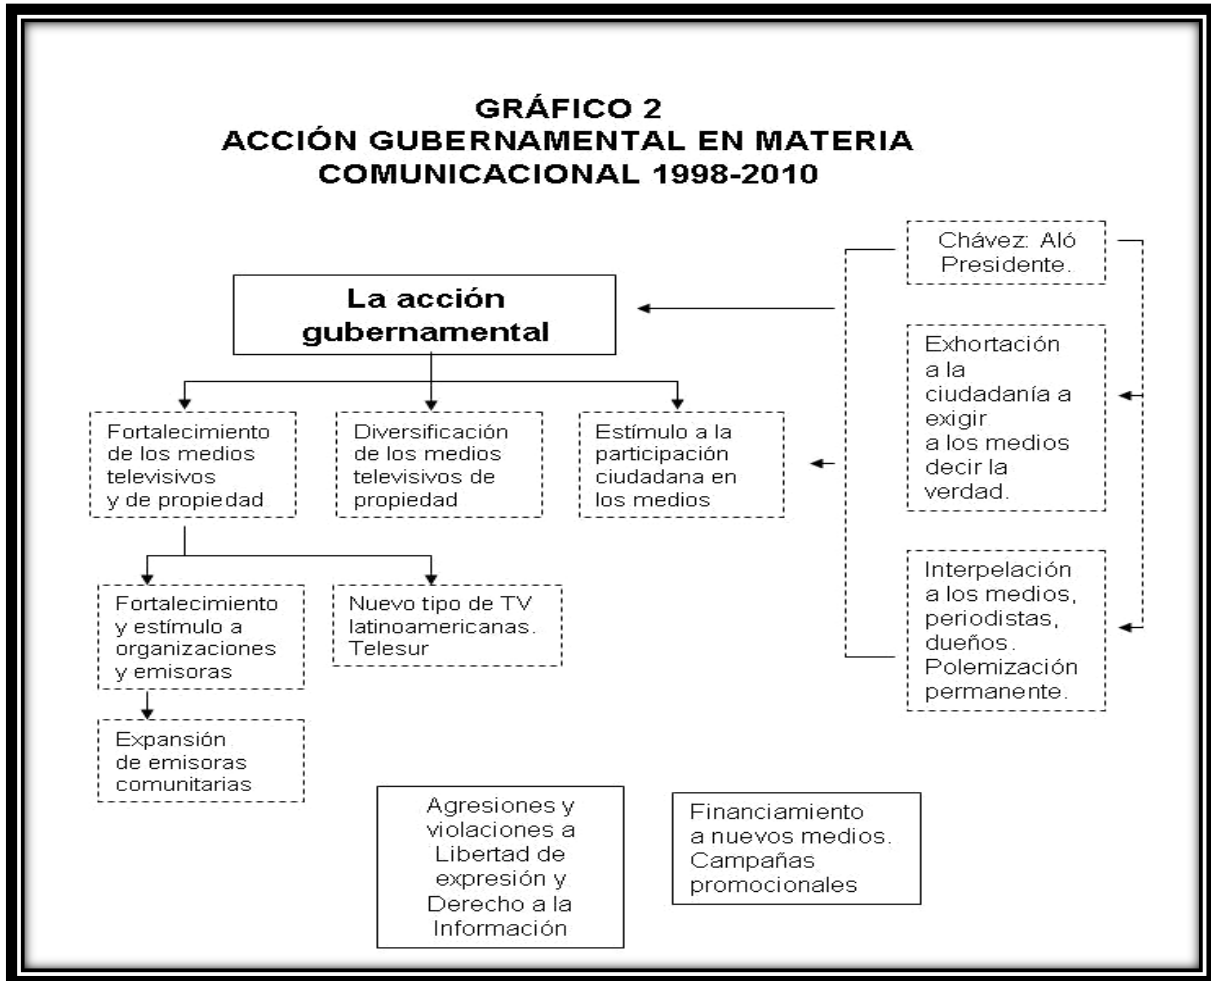 GRÁFICO 2
ACCIÓN GUBERNAMENTAL EN MATERIA
COMUNICACIONAL 1998-2010
Chávez: Aló
Presidente.
La acción
gubernamental
Exhortación
a la
ciudadanía a
exigir
a los medios
decir la
verdad.
Fortalecimiento
de los medios
televisivos
y de propiedad
Diversificación
de los medios
televisivos de
propiedad
Estímulo a la
participación
ciudadana en
los medios
Interpelación
a los medios,
periodistas,
dueños.
Polemización
permanente.
Fortalecimiento
y estímulo a
organizaciones
y emisoras
Nuevo tipo de TV
latinoamericanas.
Telesur
Expansión
de emisoras
comunitarias
Agresiones y
violaciones a
Libertad de
expresión y
Derecho a la
Información
Financiamiento
a nuevos medios.
Campañas
promocionales